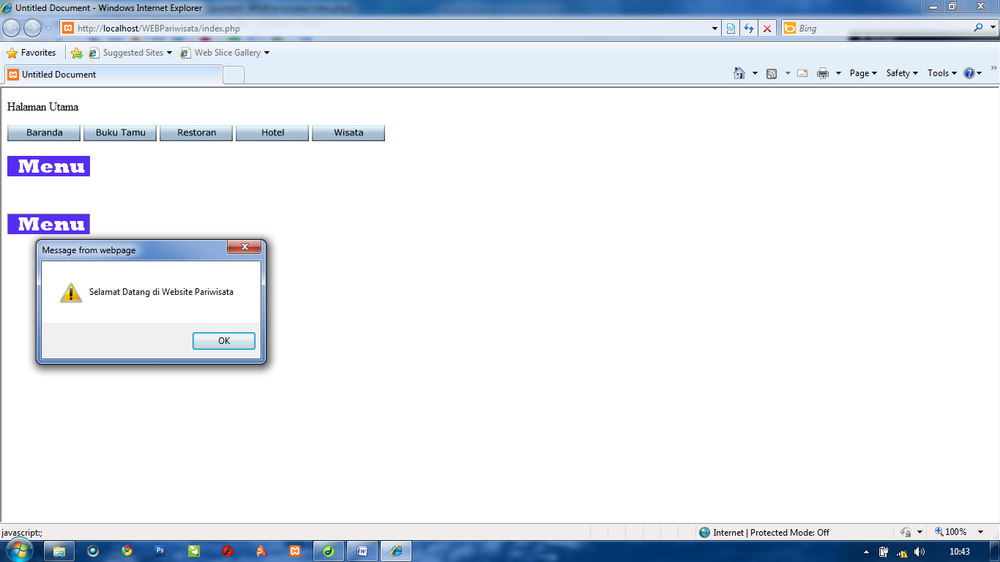 Untitled Document - Windows Internet Explorer
http://localhost/WEBPariwisata/index.php
Bing
Favorites Suggested Sites Web Slice Gallery
Untitled Document
Page Safety Tools
Halaman Utama
Baranda Buku Tamu Restoran Hotel Wisata
Menu
Menu
Message from webpage
Selamat Datang di Website Pariwisata
OK
javascript:;
Internet | Protected Mode: Off
100%
Ps
10:43